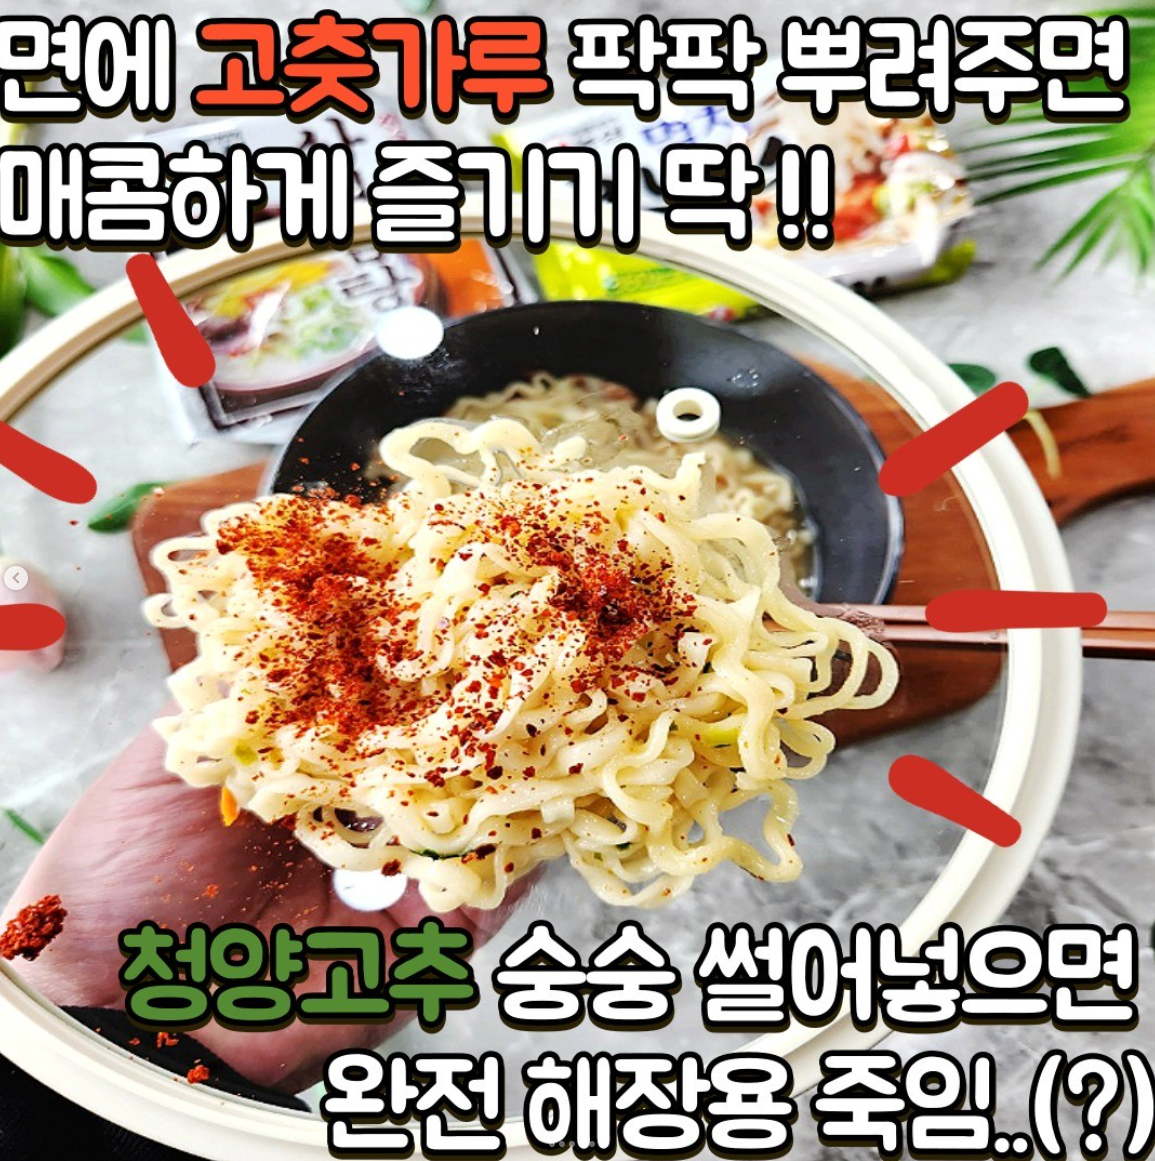 면에 고춧가루 팍팍 뿌려주면
매콤하게 즐기기 딱!!
청양고추 숭숭 썰어넣으면
완전 해장용 죽임..(?)